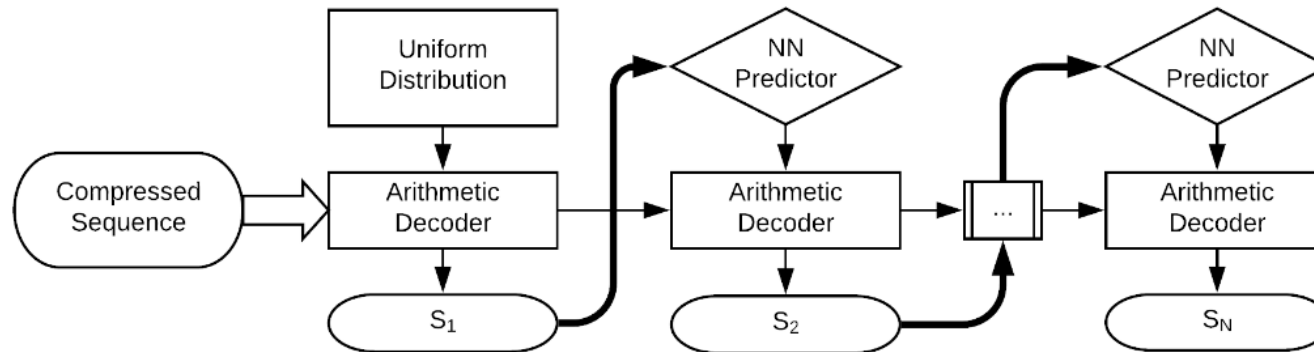 Uniform
Distribution
NN
Predictor
NN
Predictor
Compressed
Sequence
Arithmetic
Decoder
Arithmetic
Decoder
...
Arithmetic
Decoder
S₁
S₂
Sₙ